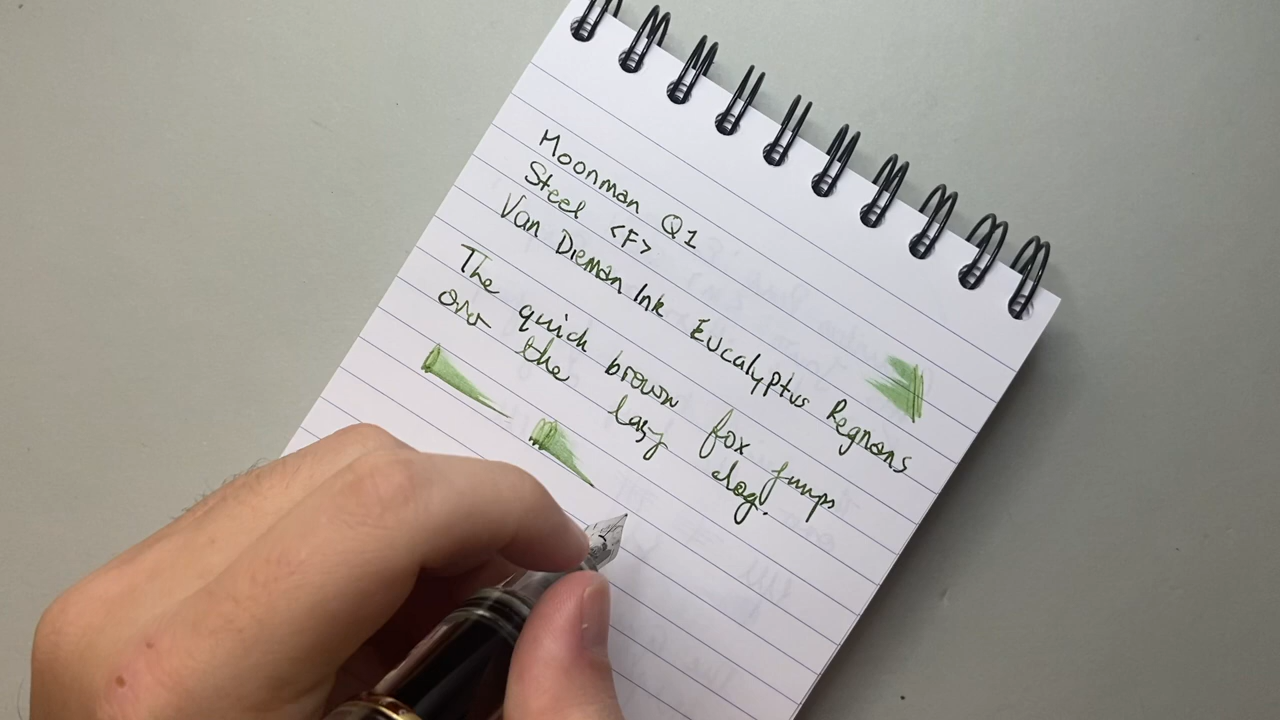 Moonman Q1
Steel <F>
Van Dieman Ink Eucalyptus Regnans
The quick brown fox jumps
over the lazy dog.